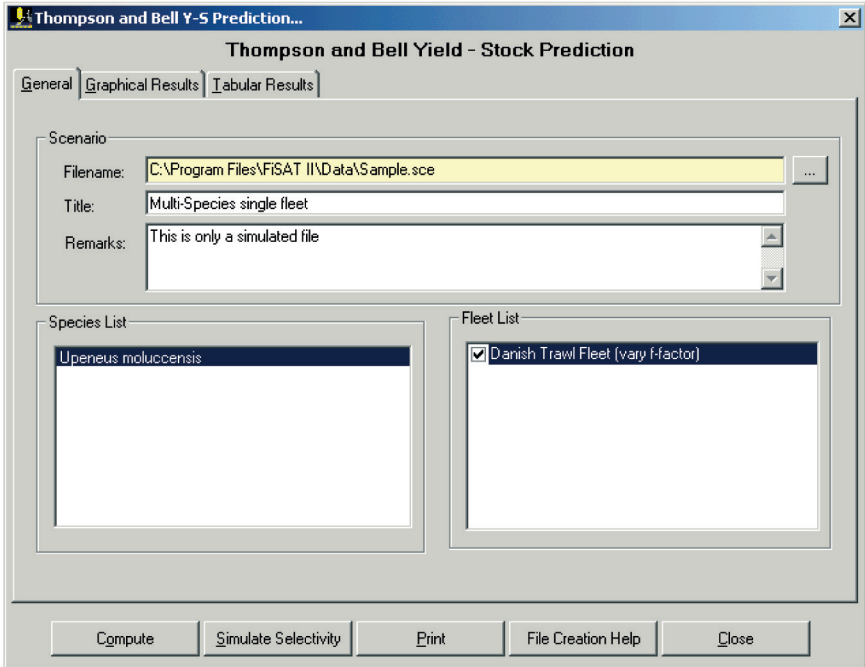 Thompson and Bell Y-S Prediction...
Thompson and Bell Yield - Stock Prediction
General Graphical Results Tabular Results
Scenario
Filename: C:\Program Files\FiSAT II\Data\Sample.sce ...
Title: Multi-Species single fleet
Remarks: This is only a simulated file
Species List
Upeneus moluccensis
Fleet List
Danish Trawl Fleet (vary f-factor)
Compute Simulate Selectivity Print File Creation Help Close